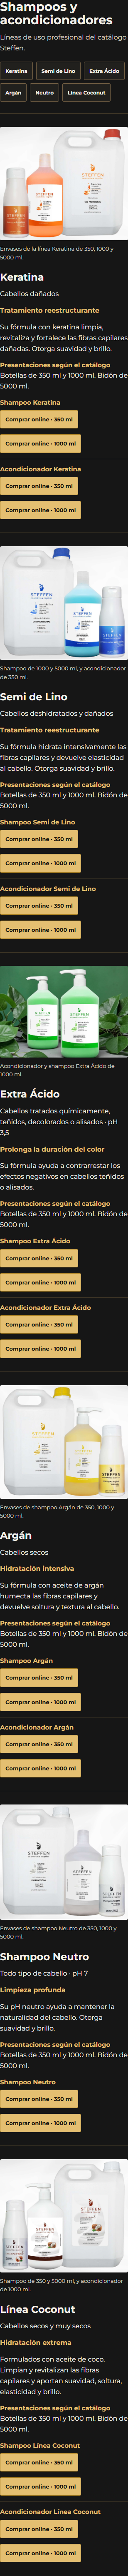 Shampoos y
acondicionadores
Líneas de uso profesional del catálogo
Steffen.
Keratina
Semi de Lino
Extra Ácido
Argán
Neutro
Línea Coconut
Envases de la línea Keratina de 350, 1000 y
5000 ml.
Keratina
Cabellos dañados
Tratamiento reestructurante
Su fórmula con keratina limpia,
revitaliza y fortalece las fibras capilares
dañadas. Otorga suavidad y brillo.
Presentaciones según el catálogo
Botellas de 350 ml y 1000 ml. Bidón de
5000 ml.
Shampoo Keratina
Comprar online · 350 ml
Comprar online · 1000 ml
Acondicionador Keratina
Comprar online · 350 ml
Comprar online · 1000 ml
STEFFEN
Shampoo de 1000 y 5000 ml, y acondicionador
de 350 ml.
Semi de Lino
Cabellos deshidratados y dañados
Tratamiento reestructurante
Su fórmula hidrata intensivamente las
fibras capilares y devuelve elasticidad
al cabello. Otorga suavidad y brillo.
Presentaciones según el catálogo
Botellas de 350 ml y 1000 ml. Bidón de
5000 ml.
Shampoo Semi de Lino
Comprar online · 350 ml
Comprar online · 1000 ml
Acondicionador Semi de Lino
Comprar online · 350 ml
Comprar online · 1000 ml
Acondicionador y shampoo Extra Ácido de
1000 ml.
Extra Ácido
Cabellos tratados químicamente,
teñidos, decolorados o alisados · pH
3,5
Prolonga la duración del color
Su fórmula ayuda a contrarrestar los
efectos negativos en cabellos teñidos
o alisados.
Presentaciones según el catálogo
Botellas de 350 ml y 1000 ml. Bidón de
5000 ml.
Shampoo Extra Ácido
Comprar online · 350 ml
Comprar online · 1000 ml
Acondicionador Extra Ácido
Comprar online · 350 ml
Comprar online · 1000 ml
STEFFEN
Envases de shampoo Argán de 350, 1000 y
5000 ml.
Argán
Cabellos secos
Hidratación intensiva
Su fórmula con aceite de argán
humecta las fibras capilares y
devuelve soltura y textura al cabello.
Presentaciones según el catálogo
Botellas de 350 ml y 1000 ml. Bidón de
5000 ml.
Shampoo Argán
Comprar online · 350 ml
Comprar online · 1000 ml
Acondicionador Argán
Comprar online · 350 ml
Comprar online · 1000 ml
STEFFEN
Envases de shampoo Neutro de 350, 1000 y
5000 ml.
Shampoo Neutro
Todo tipo de cabello · pH 7
Limpieza profunda
Su pH neutro ayuda a mantener la
naturalidad del cabello. Otorga
suavidad y brillo.
Presentaciones según el catálogo
Botellas de 350 ml y 1000 ml. Bidón de
5000 ml.
Shampoo Neutro
Comprar online · 350 ml
Comprar online · 1000 ml
Shampoo de 350 y 5000 ml, y acondicionador
de 1000 ml.
Línea Coconut
Cabellos secos y muy secos
Hidratación extrema
Formulados con aceite de coco.
Limpian y revitalizan las fibras
capilares y aportan suavidad, soltura,
elasticidad y brillo.
Presentaciones según el catálogo
Botellas de 350 ml y 1000 ml. Bidón de
5000 ml.
Shampoo Línea Coconut
Comprar online · 350 ml
Comprar online · 1000 ml
Acondicionador Línea Coconut
Comprar online · 350 ml
Comprar online · 1000 ml